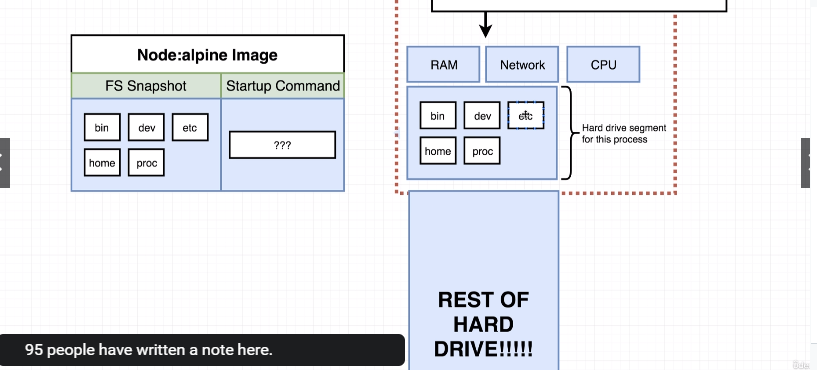 Node:alpine Image
FS Snapshot
Startup Command
bin
dev
etc
???
home
proc
RAM
Network
CPU
bin
dev
etc
home
proc
Hard drive segment
for this process
REST OF
HARD
DRIVE!!!!!
95 people have written a note here.